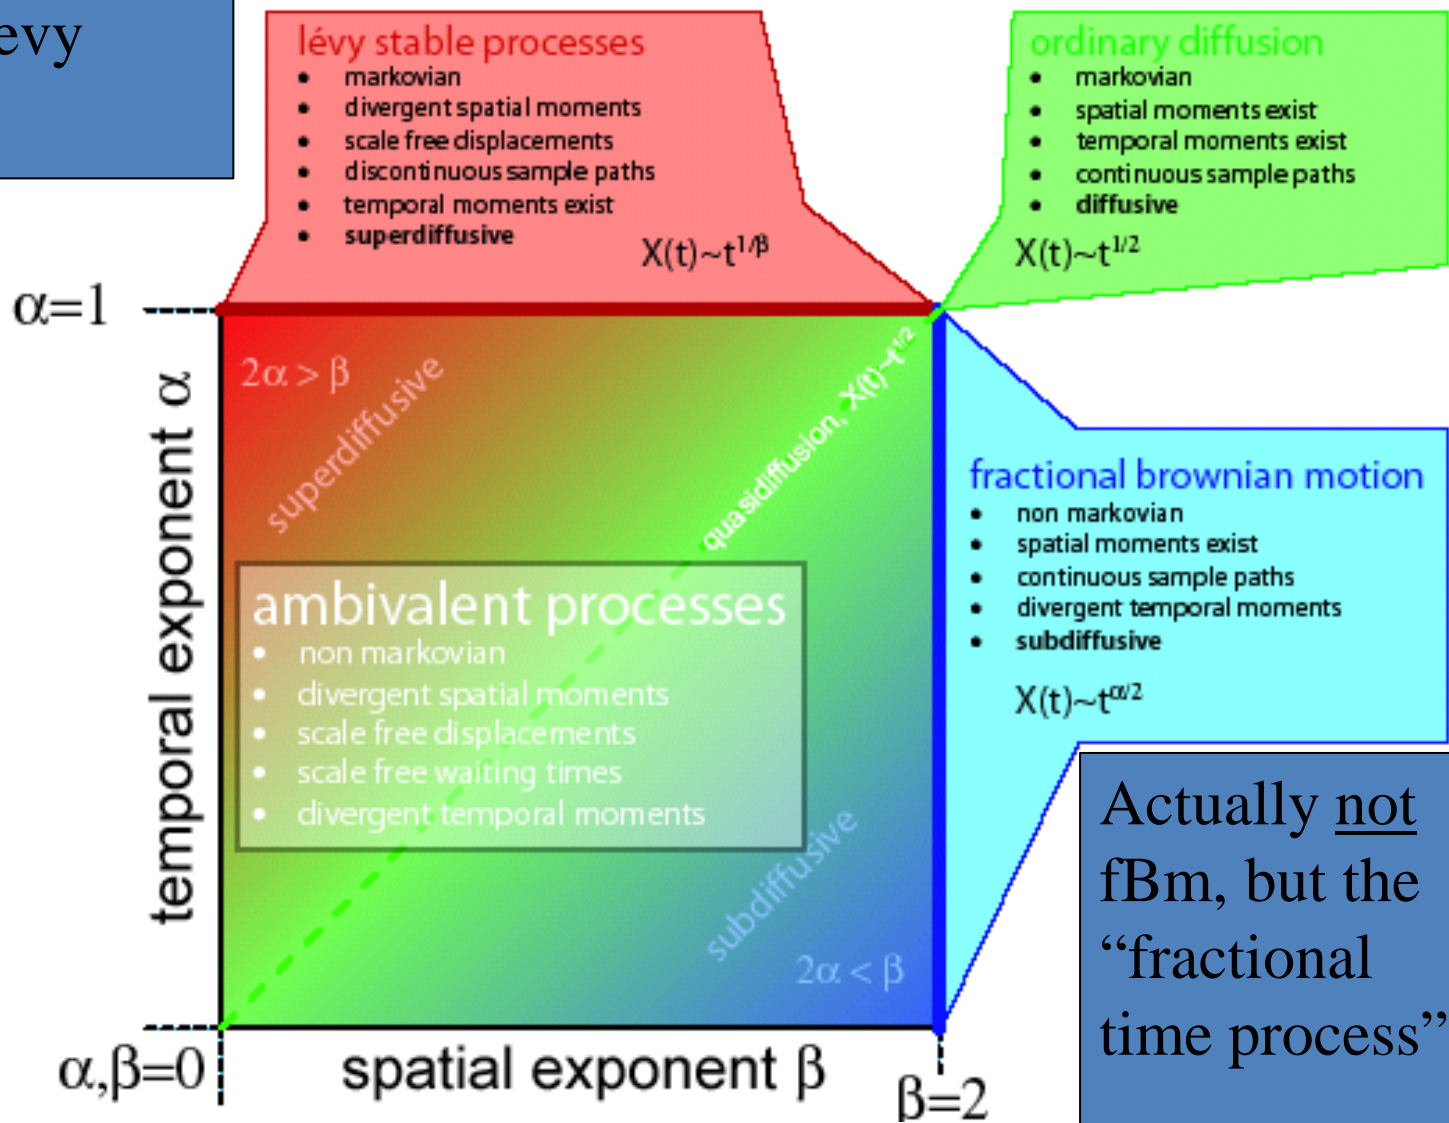 evy
lévy stable processes
• markovian
• divergent spatial moments
• scale free displacements
• discontinuous sample paths
• temporal moments exist
• superdiffusive
X(t)~t^{1/β}
ordinary diffusion
• markovian
• spatial moments exist
• temporal moments exist
• continuous sample paths
• diffusive
X(t)~t^{1/2}
α=1
temporal exponent α
2α > β
superdiffusive
quasidiffusion, X(t)~t^{1/2}
ambivalent processes
• non markovian
• divergent spatial moments
• scale free displacements
• scale free waiting times
• divergent temporal moments
subdiffusive
2α < β
fractional brownian motion
• non markovian
• spatial moments exist
• continuous sample paths
• divergent temporal moments
• subdiffusive
X(t)~t^{α/2}
Actually not
fBm, but the
“fractional
time process”
α,β=0
spatial exponent β
β=2